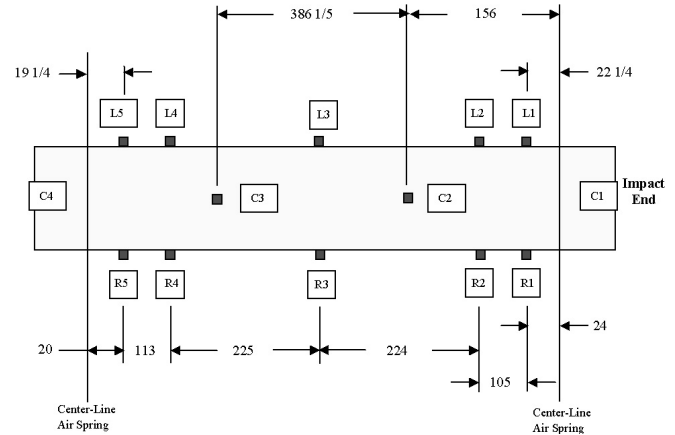 386 1/5 156
19 1/4 22 1/4
L5 L4 L3 L2 L1
C4 C3 C2 C1 Impact
End
R5 R4 R3 R2 R1
24
20 113 225 224
105
Center-Line
Air Spring
Center-Line
Air Spring